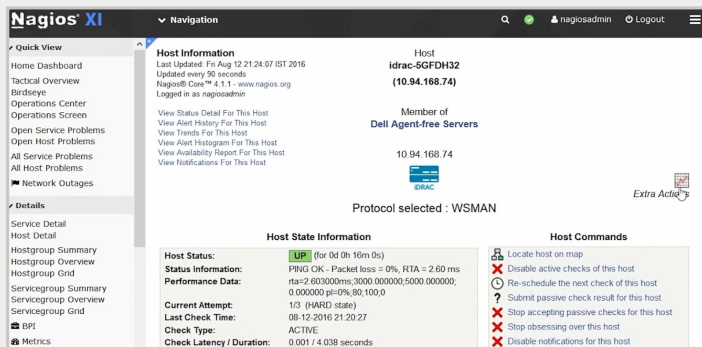 Nagios® XI
Navigation
nagiosadmin
Logout
Quick View
Home Dashboard
Tactical Overview
Birdseye
Operations Center
Operations Screen
Open Service Problems
Open Host Problems
All Service Problems
All Host Problems
Network Outages
Details
Service Detail
Host Detail
Hostgroup Summary
Hostgroup Overview
Hostgroup Grid
Servicegroup Summary
Servicegroup Overview
Servicegroup Grid
BPI
Metrics
Host Information
Last Updated: Fri Aug 12 21:24:07 IST 2016
Updated every 90 seconds
Nagios® Core™ 4.1.1 - www.nagios.org
Logged in as nagiosadmin
View Status Detail For This Host
View Alert History For This Host
View Trends For This Host
View Alert Histogram For This Host
View Availability Report For This Host
View Notifications For This Host
Host
idrac-5GFDH32
(10.94.168.74)
Member of
Dell Agent-free Servers
10.94.168.74
iDRAC
Protocol selected : WSMAN
Extra Actions
Host State Information
Host Status: UP (for 0d 0h 16m 0s)
Status Information: PING OK - Packet loss = 0%, RTA = 2.60 ms
Performance Data: rta=2.603000ms;3000.000000;5000.000000;
0.000000 pl=0%;80;100;0
Current Attempt: 1/3 (HARD state)
Last Check Time: 08-12-2016 21:20:27
Check Type: ACTIVE
Check Latency / Duration: 0.001 / 4.038 seconds
Host Commands
Locate host on map
Disable active checks of this host
Re-schedule the next check of this host
Submit passive check result for this host
Stop accepting passive checks for this host
Stop obsessing over this host
Disable notifications for this host